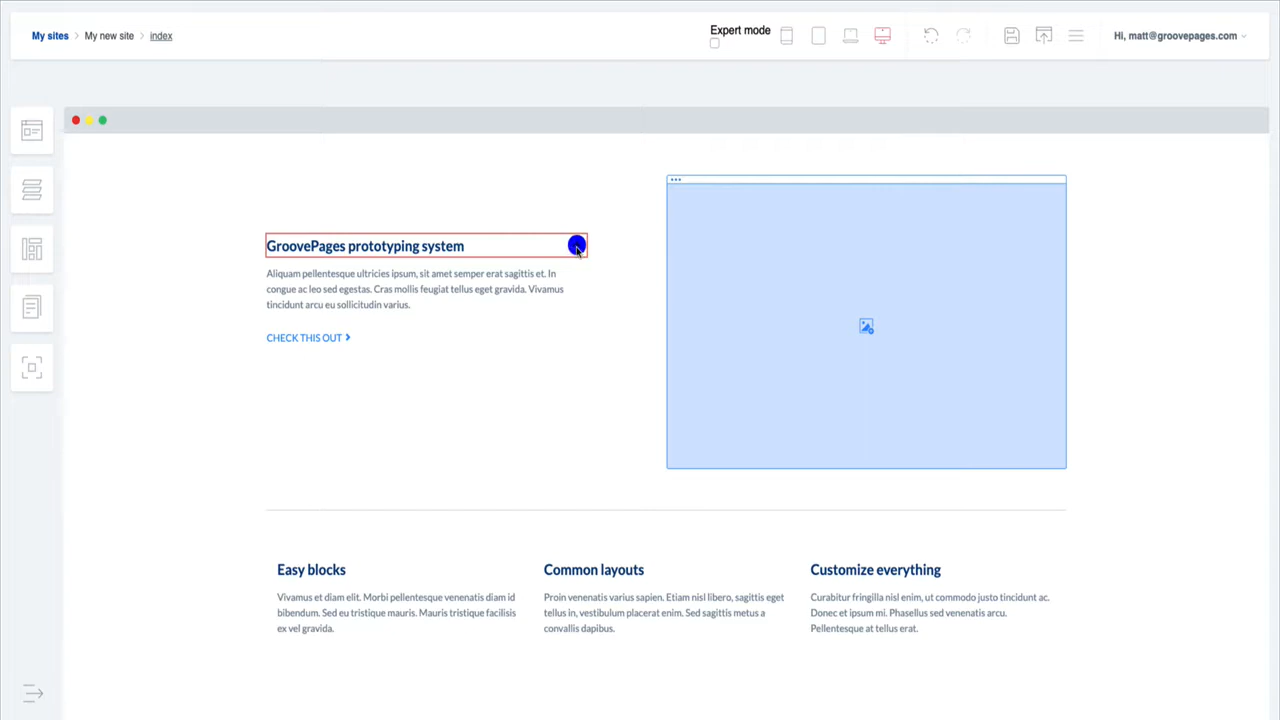 My sites > My new site > index
Expert mode
Hi, matt@groovepages.com
GroovePages prototyping system
Aliquam pellentesque ultricies ipsum, sit amet semper erat sagittis et. In
congue ac leo sed egestas. Cras mollis feugiat tellus eget gravida. Vivamus
tincidunt arcu eu sollicitudin varius.
CHECK THIS OUT >
Easy blocks
Vivamus et diam elit. Morbi pellentesque venenatis diam id
bibendum. Sed eu tristique mauris. Mauris tristique facilisis
ex vel gravida.
Common layouts
Proin venenatis varius sapien. Etiam nisl libero, sagittis eget
tellus in, vestibulum placerat enim. Sed sagittis metus a
convallis dapibus.
Customize everything
Curabitur fringilla nisl enim, ut commodo justo tincidunt ac.
Donec et ipsum mi. Phasellus sed venenatis arcu.
Pellentesque at tellus erat.